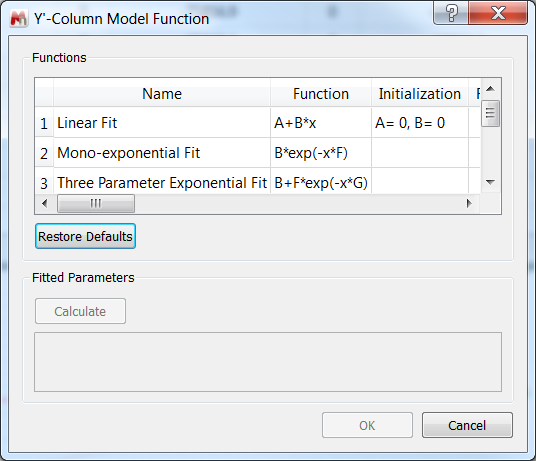 Y'-Column Model Function
Functions
Name Function Initialization
1 Linear Fit A+B*x A= 0, B= 0
2 Mono-exponential Fit B*exp(-x*F)
3 Three Parameter Exponential Fit B+F*exp(-x*G)
Restore Defaults
Fitted Parameters
Calculate
OK Cancel